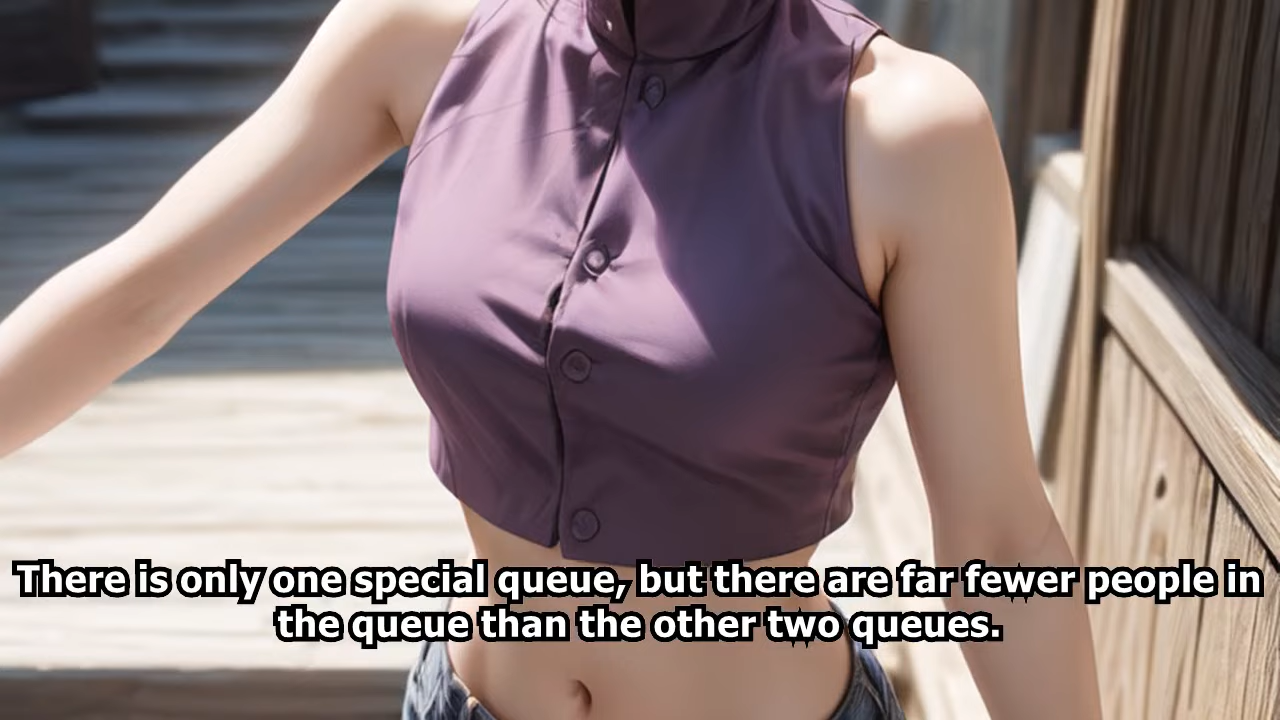 There is only one special queue, but there are far fewer people in
the queue than the other two queues.